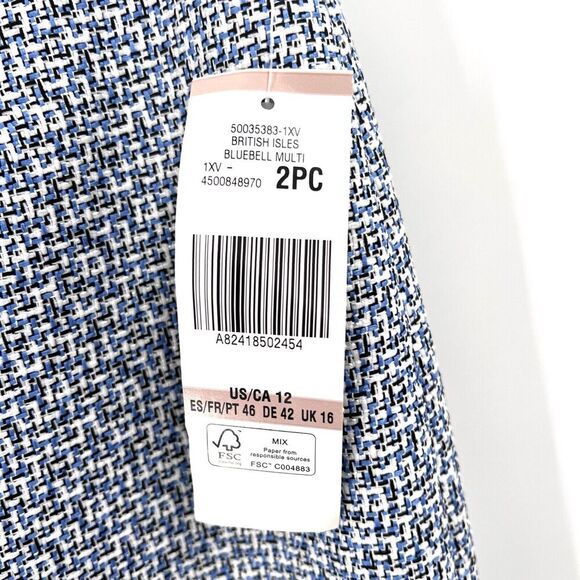 50035383-1XV
BRITISH ISLES
BLUEBELL MULTI
1XV -
4500848970 2PC
A82418502454
US/CA 12
ES/FR/PT 46 DE 42 UK 16
FSC
MIX
Paper from
responsible sources
FSC® C004883